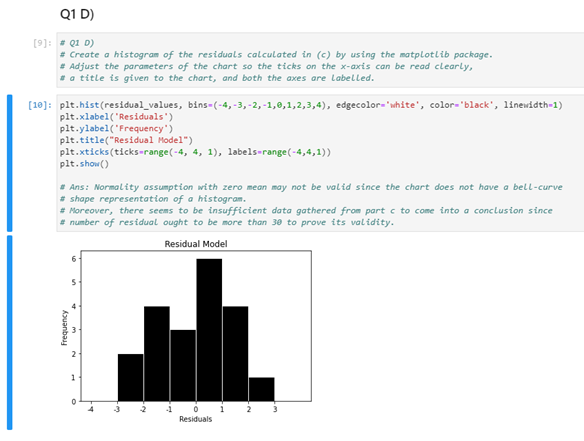 Q1 D)
[9]: # Q1 D)
# Create a histogram of the residuals calculated in (c) by using the matplotlib package.
# Adjust the parameters of the chart so the ticks on the x-axis can be read clearly,
# a title is given to the chart, and both the axes are labelled.
[10]: plt.hist(residual_values, bins=(-4,-3,-2,-1,0,1,2,3,4), edgecolor='white', color='black', linewidth=1)
plt.xlabel('Residuals')
plt.ylabel('Frequency')
plt.title("Residual Model")
plt.xticks(ticks=range(-4, 4, 1), labels=range(-4,4,1))
plt.show()
# Ans: Normality assumption with zero mean may not be valid since the chart does not have a bell-curve
# shape representation of a histogram.
# Moreover, there seems to be insufficient data gathered from part c to come into a conclusion since
# number of residual ought to be more than 30 to prove its validity.
Residual Model
6
5
4
3
2
1
0
Frequency
-4 -3 -2 -1 0 1 2 3
Residuals